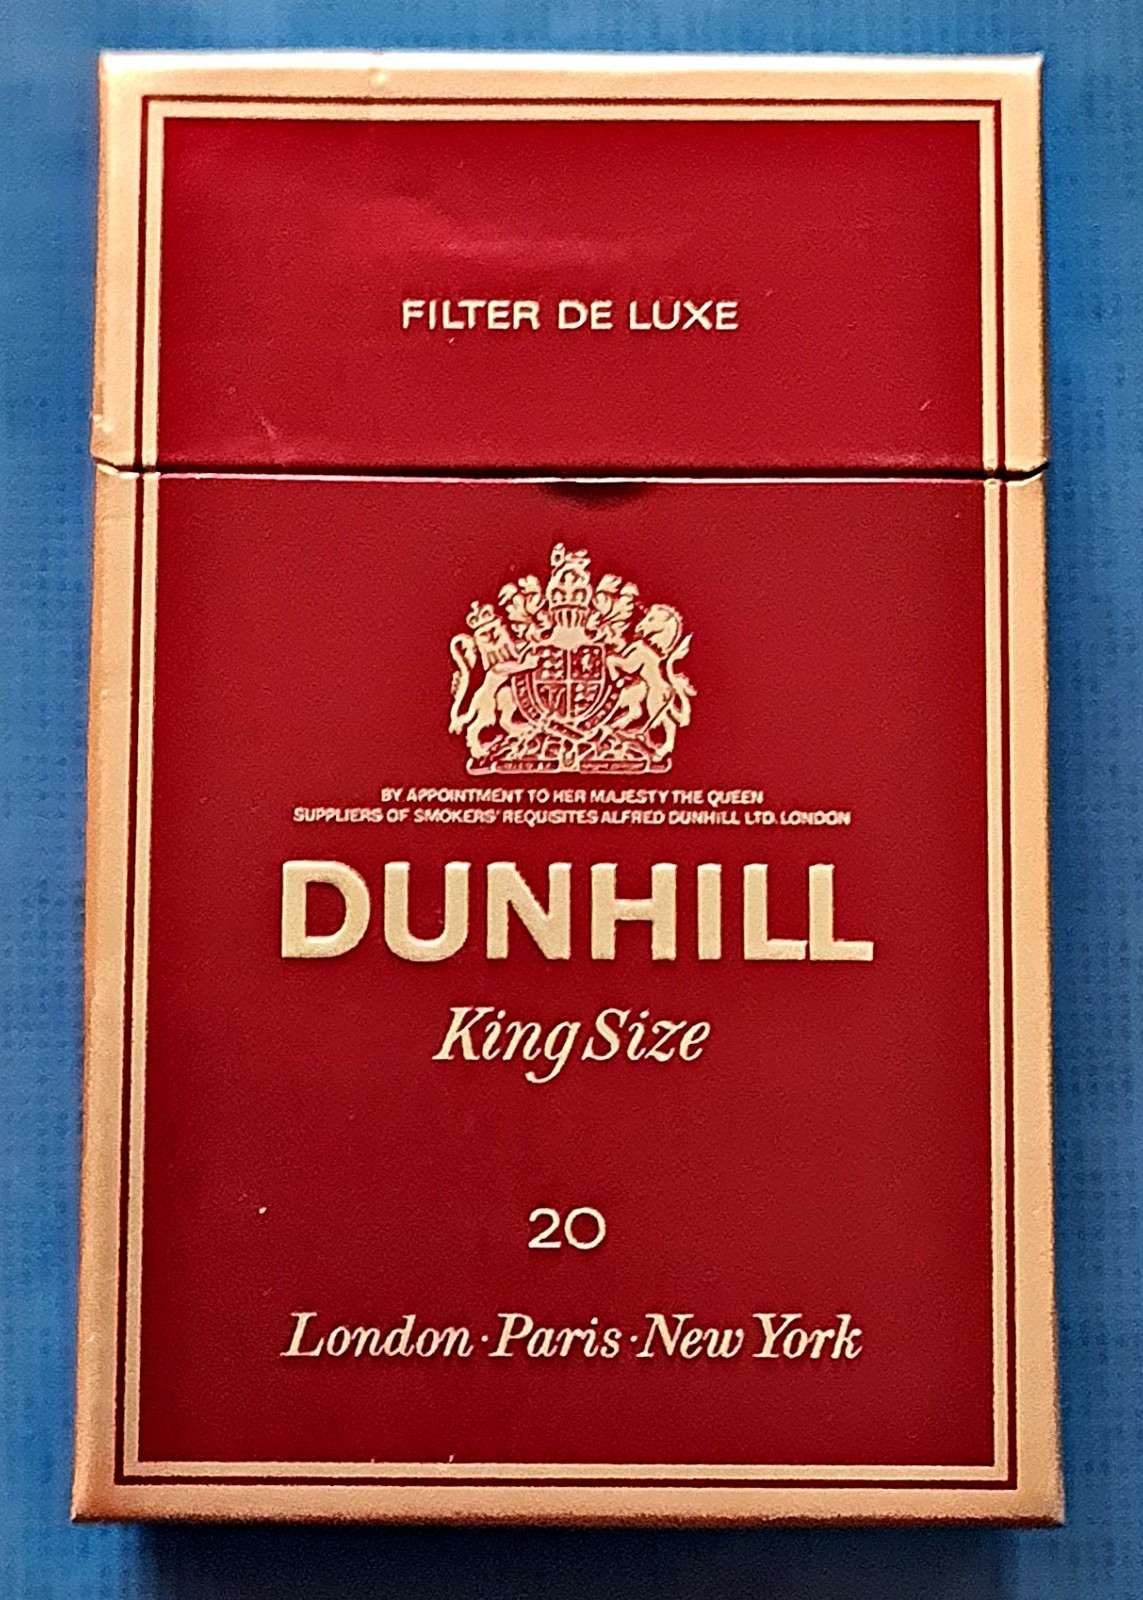 FILTER DE LUXE
BY APPOINTMENT TO HER MAJESTY THE QUEEN
SUPPLIERS OF SMOKERS' REQUISITES ALFRED DUNHILL LTD. LONDON
DUNHILL
King Size
20
London · Paris · New York